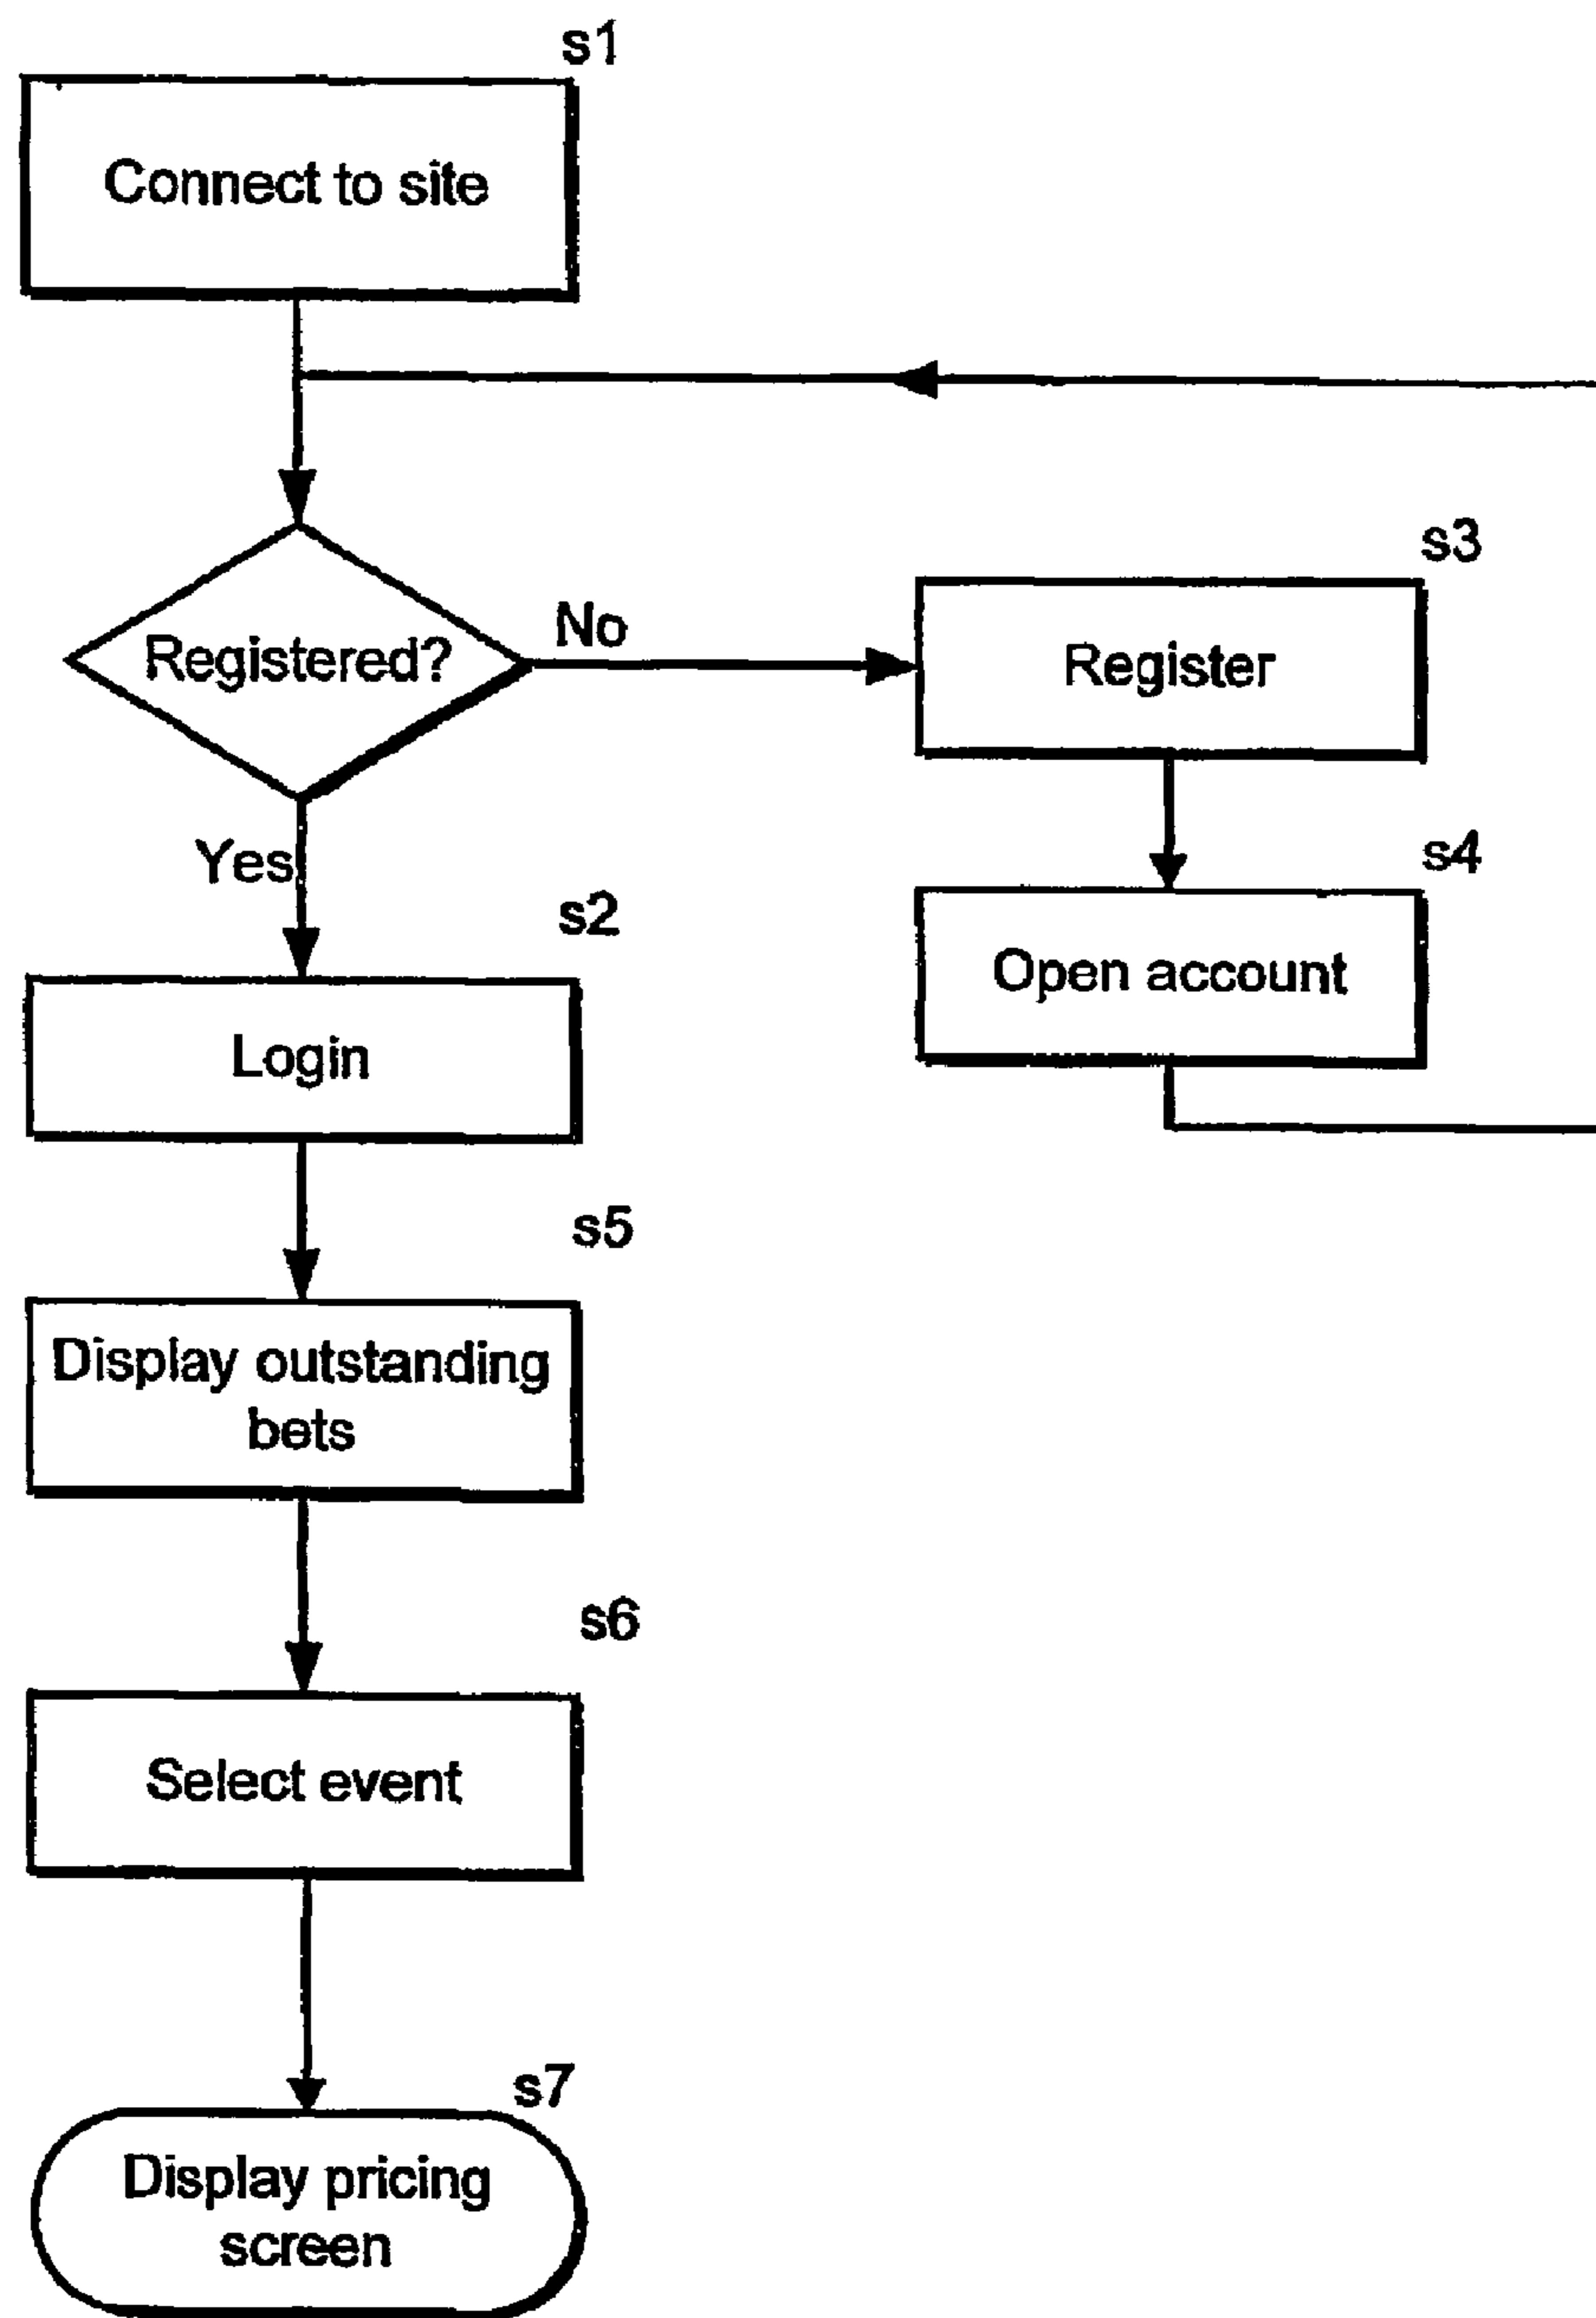 s1
Connect to site
Registered?
No
s3
Register
Yes
s4
Open account
s2
Login
s5
Display outstanding
bets
s6
Select event
s7
Display pricing
screen